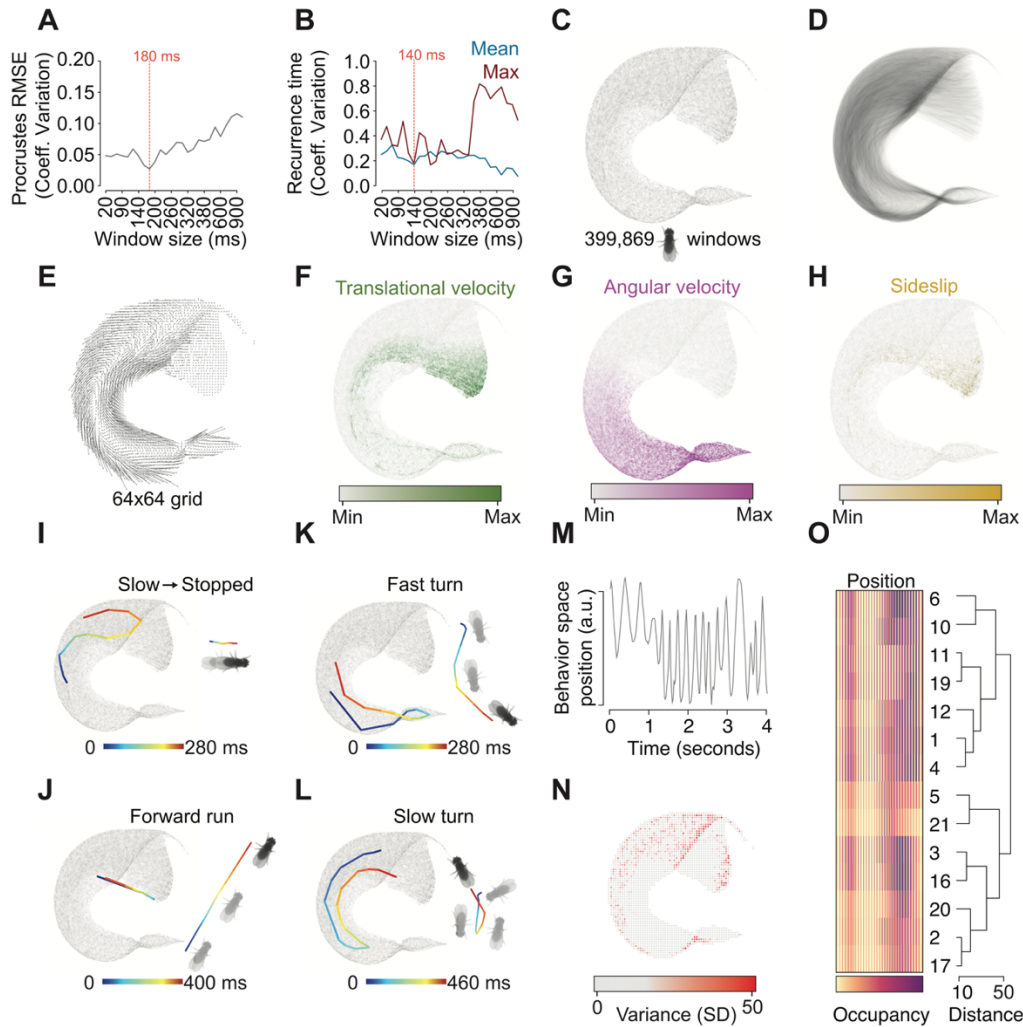 A
Procrustes RMSE
(Coeff. Variation)
180 ms
0.20
0.15
0.10
0.05
0.00
20
90
140
200
260
320
380
600
900
Window size (ms)
B
Recurrence time
(Coeff. Variation)
140 ms
Mean
Max
1.0
0.8
0.6
0.4
0.2
0.0
20
90
140
200
260
320
380
600
900
Window size (ms)
C
399,869 windows
D
E
64x64 grid
F
Translational velocity
Min Max
G
Angular velocity
Min Max
H
Sideslip
Min Max
I
Slow→Stopped
0 280 ms
K
Fast turn
0 280 ms
M
Behavior space
position (a.u.)
0 1 2 3 4
Time (seconds)
O
Position
6
10
11
19
12
1
4
5
21
3
16
20
2
17
10 50
Occupancy Distance
J
Forward run
0 400 ms
L
Slow turn
0 460 ms
N
0 50
Variance (SD)